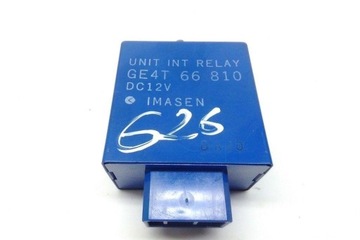 UNIT INT RELAY
GE4T 66 810
DC12V
IMASEN
626